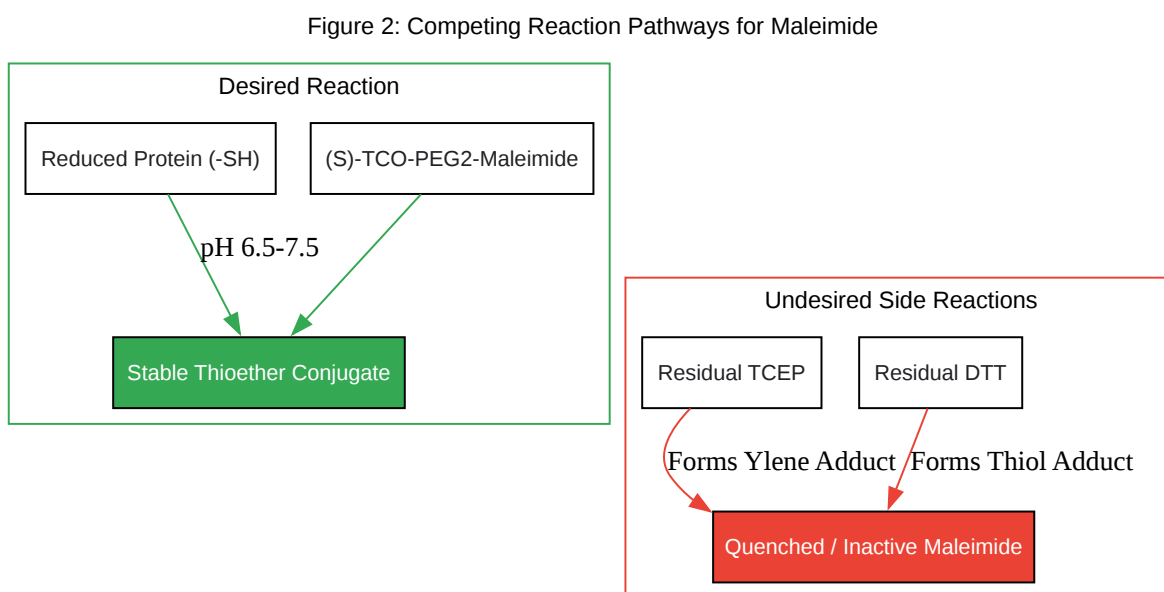 Figure 2: Competing Reaction Pathways for Maleimide
Desired Reaction
Reduced Protein (-SH)
(S)-TCO-PEG2-Maleimide
pH 6.5-7.5
Stable Thioether Conjugate
Undesired Side Reactions
Residual TCEP
Residual DTT
Forms Ylene Adduct
Forms Thiol Adduct
Quenched / Inactive Maleimide